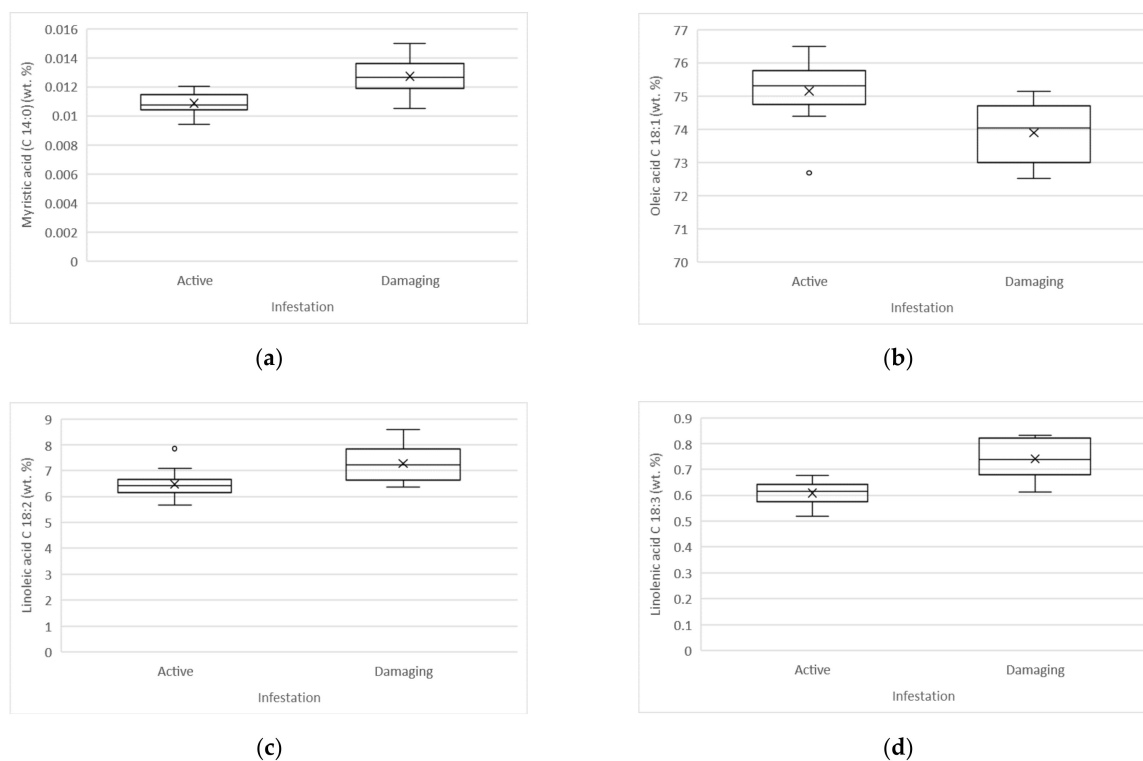 Myristic acid (C 14:0) (wt. %)
0.016
0.014
0.012
0.01
0.008
0.006
0.004
0.002
0
Active Damaging
Infestation
(a)
Oleic acid C 18:1 (wt. %)
77
76
75
74
73
72
71
70
Active Damaging
Infestation
(b)
Linoleic acid C 18:2 (wt. %)
9
8
7
6
5
4
3
2
1
0
Active Damaging
Infestation
(c)
Linolenic acid C 18:3 (wt. %)
0.9
0.8
0.7
0.6
0.5
0.4
0.3
0.2
0.1
0
Active Damaging
Infestation
(d)